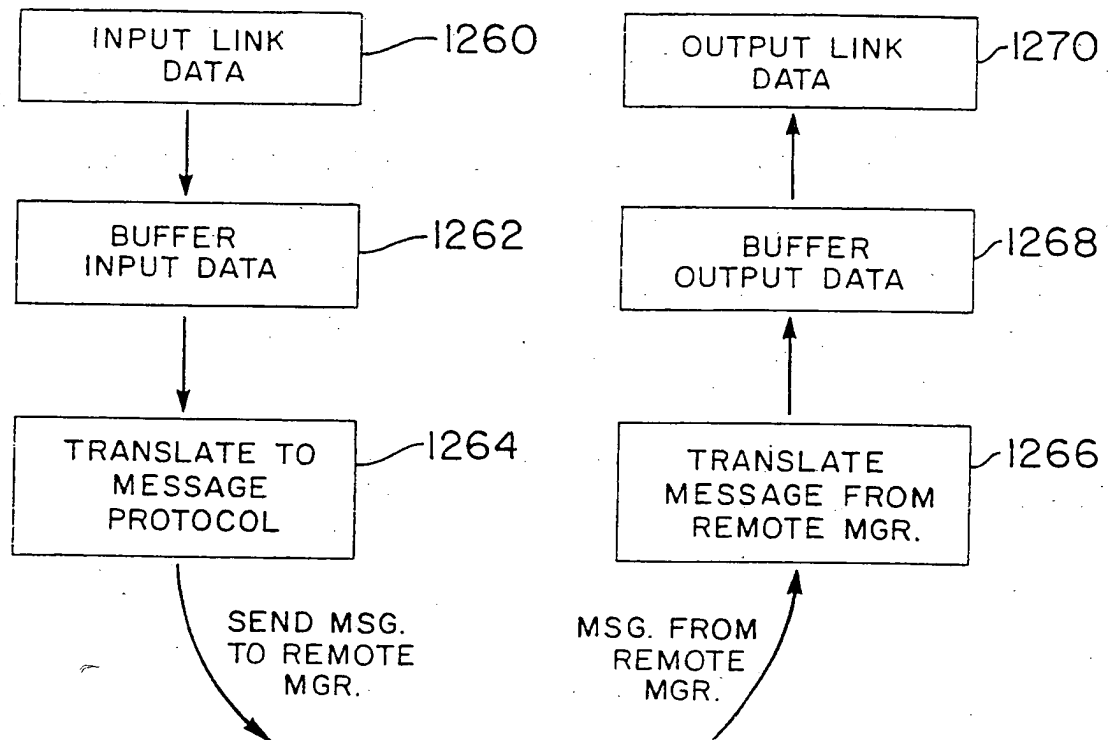 INPUT LINK
DATA
1260
BUFFER
INPUT DATA
1262
TRANSLATE TO
MESSAGE
PROTOCOL
1264
SEND MSG.
TO REMOTE
MGR.
OUTPUT LINK
DATA
1270
BUFFER
OUTPUT DATA
1268
TRANSLATE
MESSAGE FROM
REMOTE MGR.
1266
MSG. FROM
REMOTE
MGR.